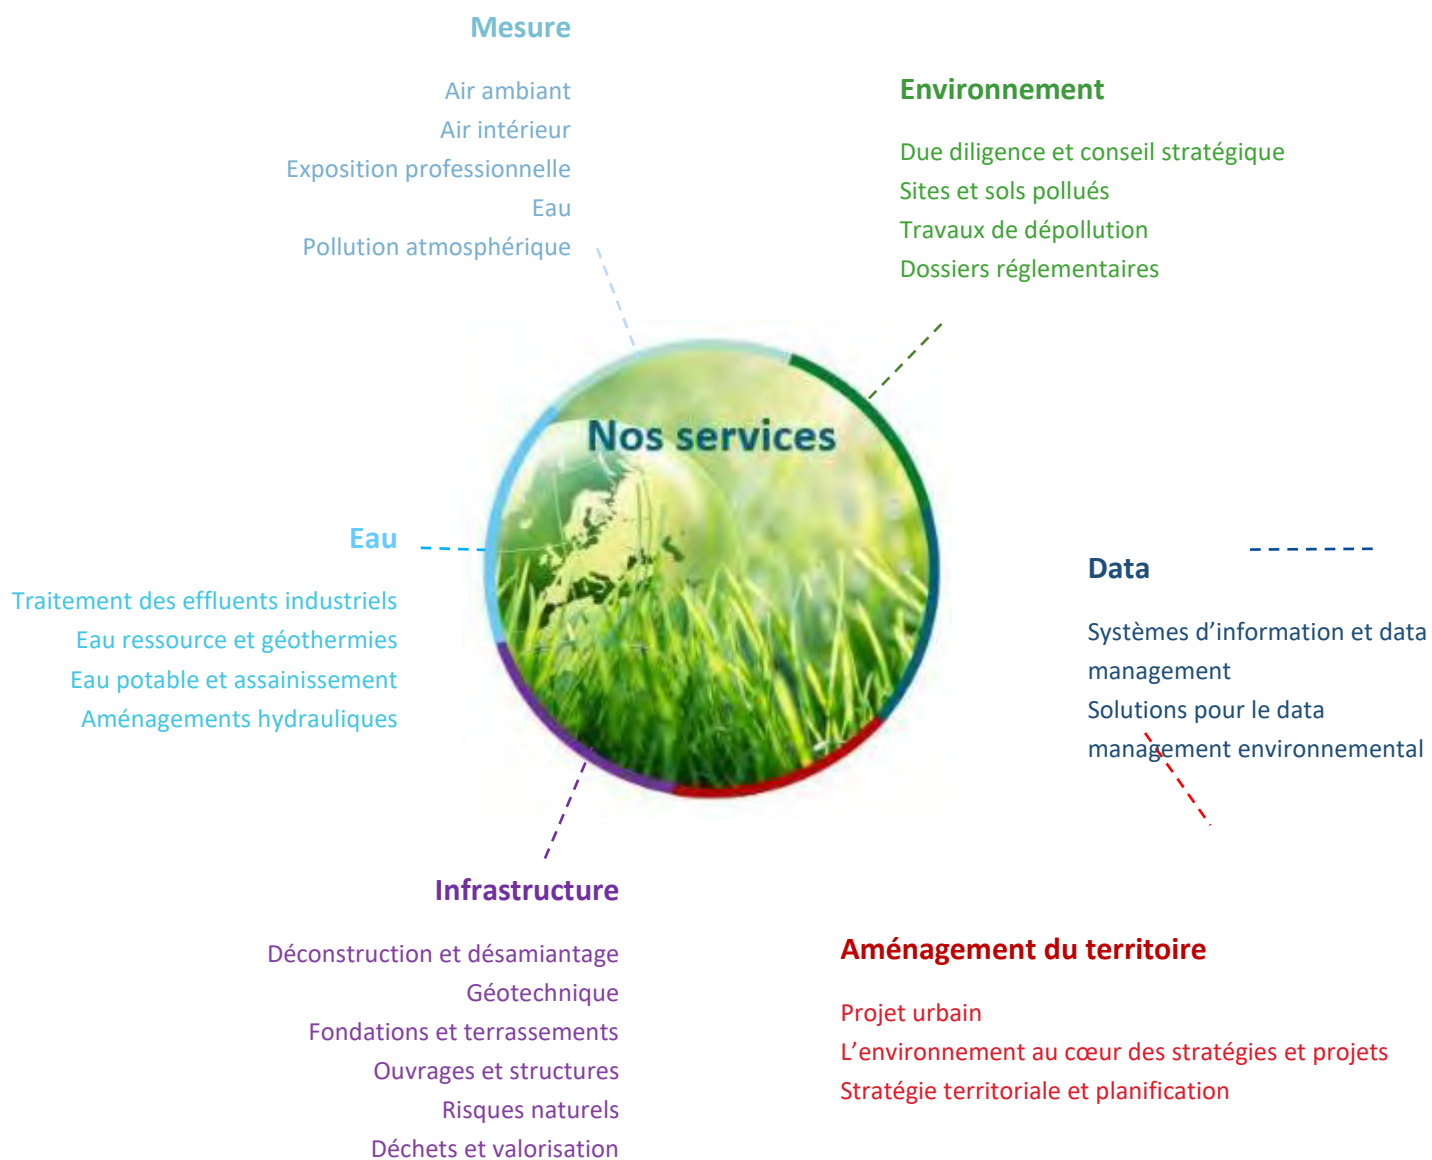 Mesure
Air ambiant
Air intérieur
Exposition professionnelle
Eau
Pollution atmosphérique
Environnement
Due diligence et conseil stratégique
Sites et sols pollués
Travaux de dépollution
Dossiers réglementaires
Nos services
Eau
Traitement des effluents industriels
Eau ressource et géothermies
Eau potable et assainissement
Aménagements hydrauliques
Data
Systèmes d’information et data
management
Solutions pour le data
management environnemental
Infrastructure
Déconstruction et désamiantage
Géotechnique
Fondations et terrassements
Ouvrages et structures
Risques naturels
Déchets et valorisation
Aménagement du territoire
Projet urbain
L’environnement au cœur des stratégies et projets
Stratégie territoriale et planification